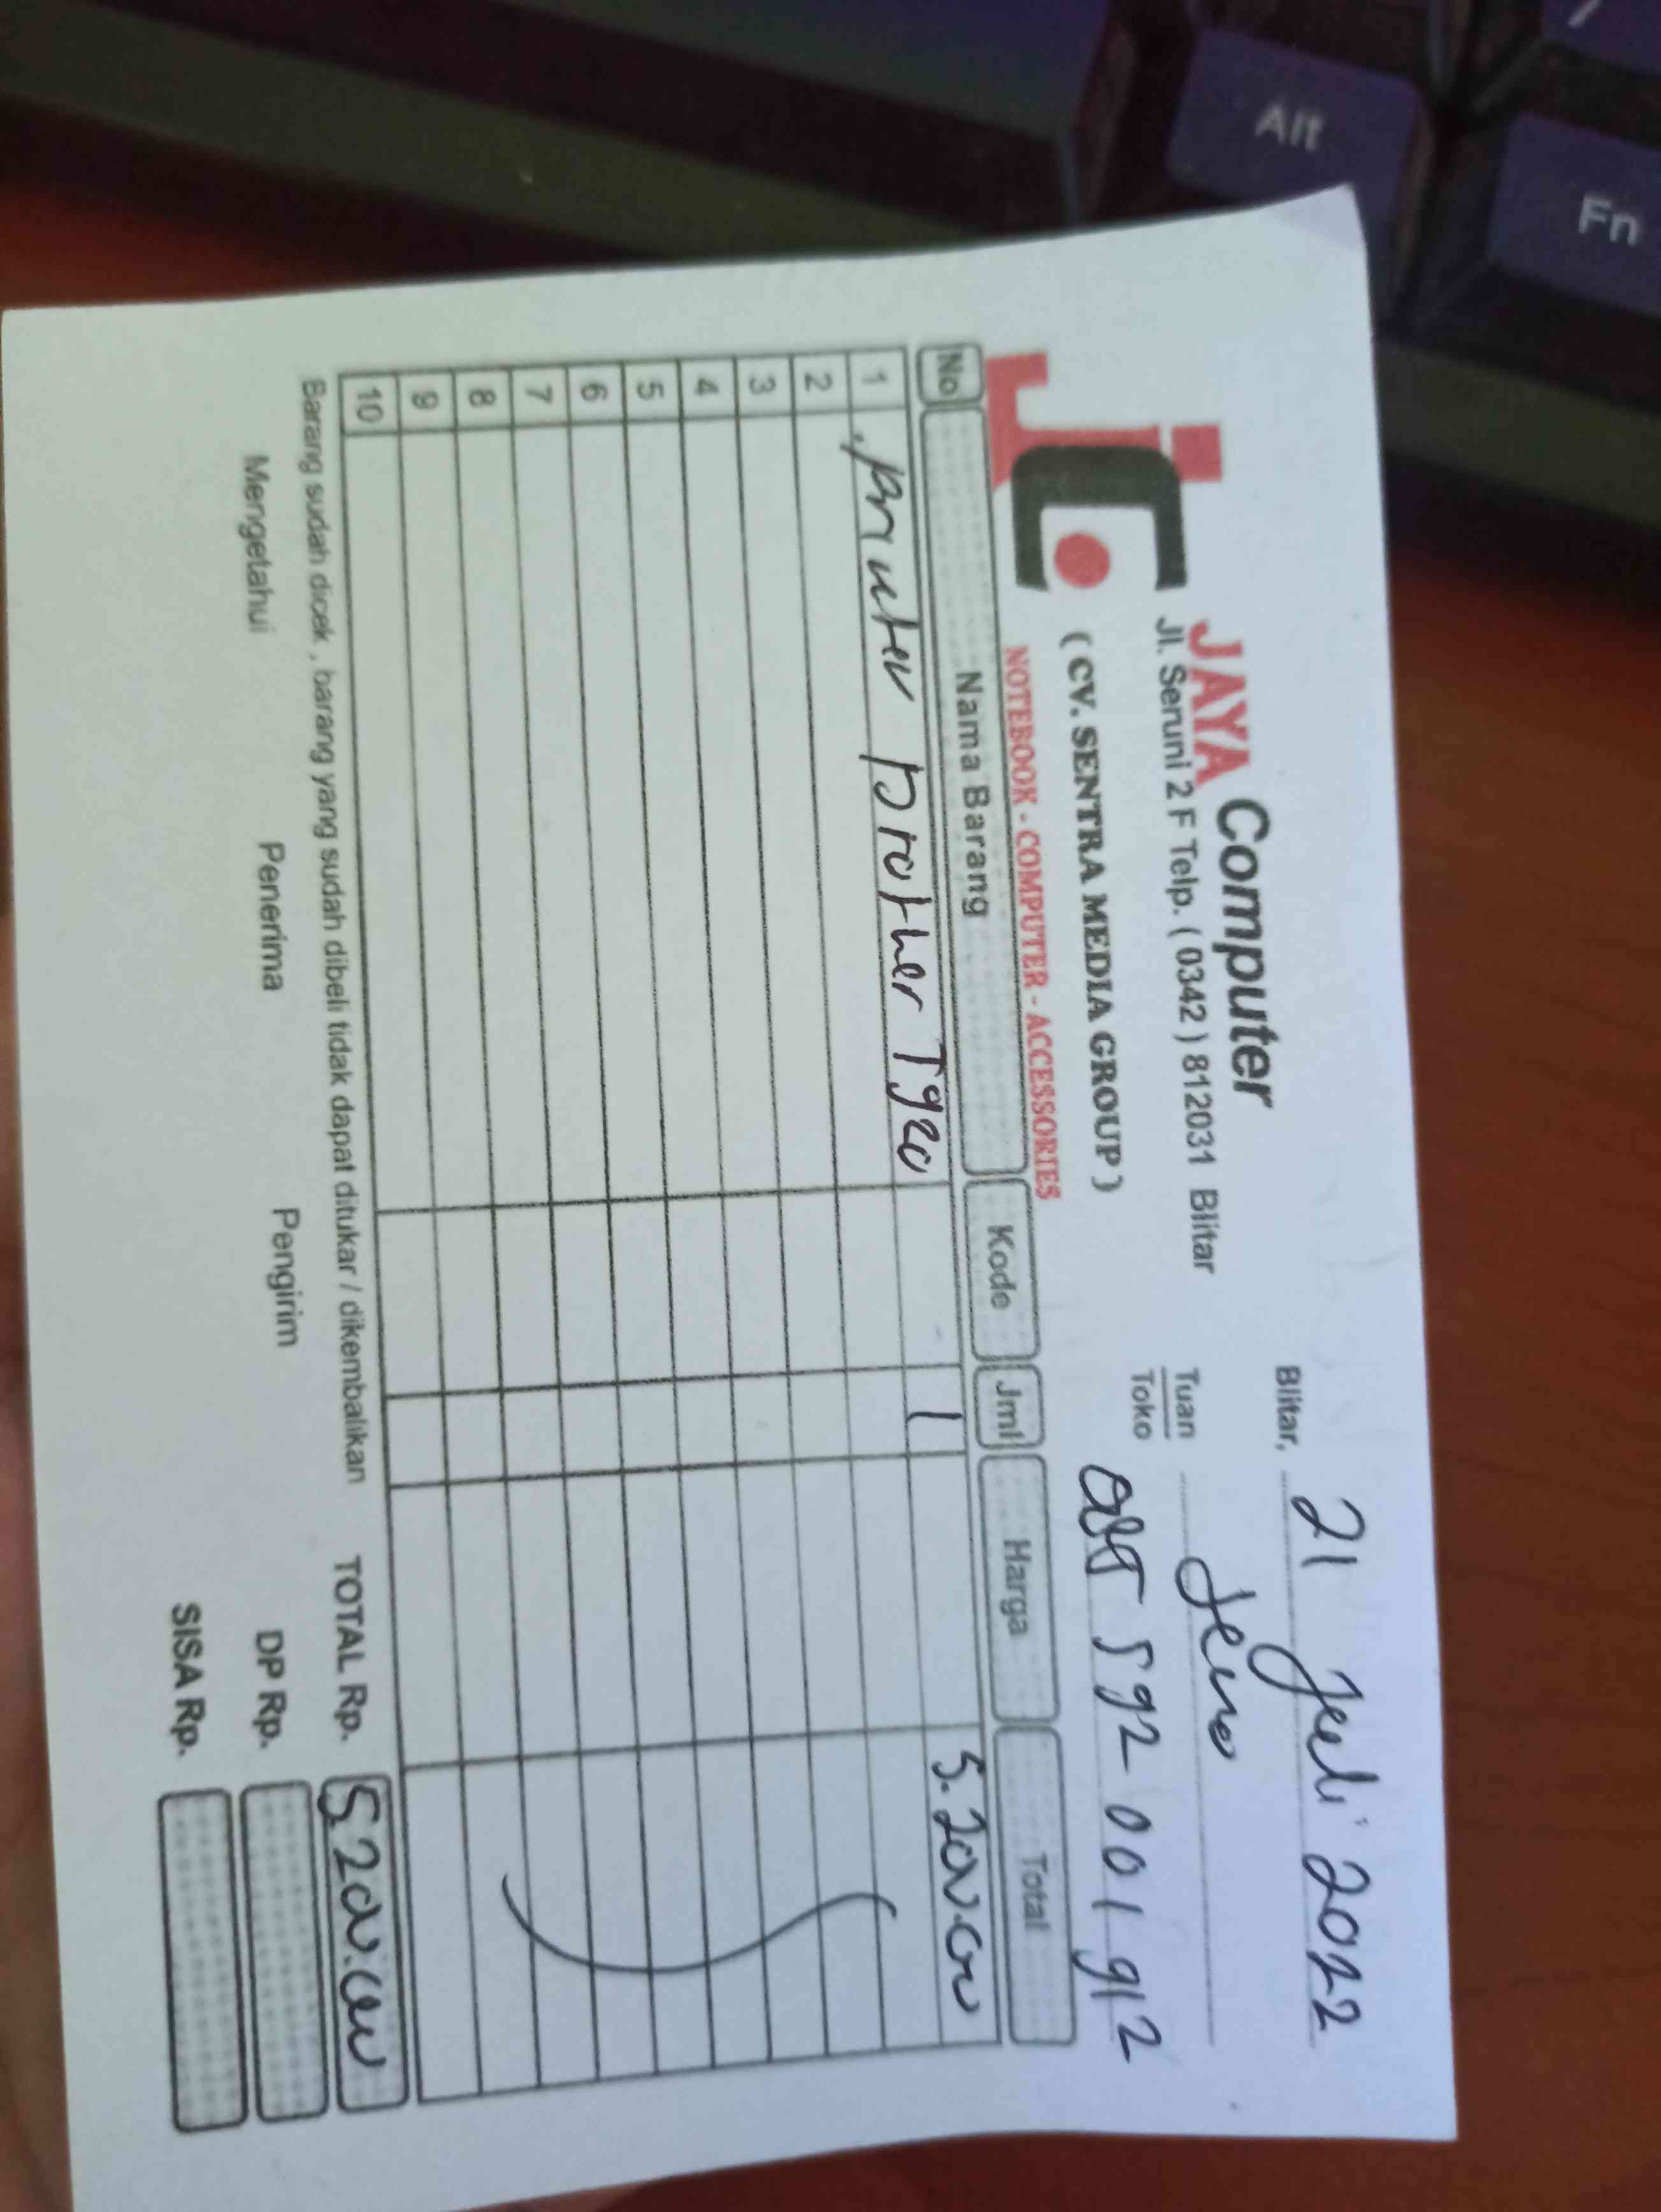 JAYA Computer
Jl. Seruni 2 F Telp. ( 0342 ) 812031 Blitar
( CV. SENTRA MEDIA GROUP )
NOTEBOOK - COMPUTER - ACCESSORIES
Blitar, 21 Juli 2022
Tuan
Toko
592 001 912
No Nama Barang Kode Jml Harga Total
1 printer brother T920 1 5.200.000
2
3
4
5
6
7
8
9
10
Barang sudah dicek , barang yang sudah dibeli tidak dapat ditukar / dikembalikan
TOTAL Rp. 5200.000
Mengetahui Penerima Pengirim
DP Rp.
SISA Rp.
Alt
Fn